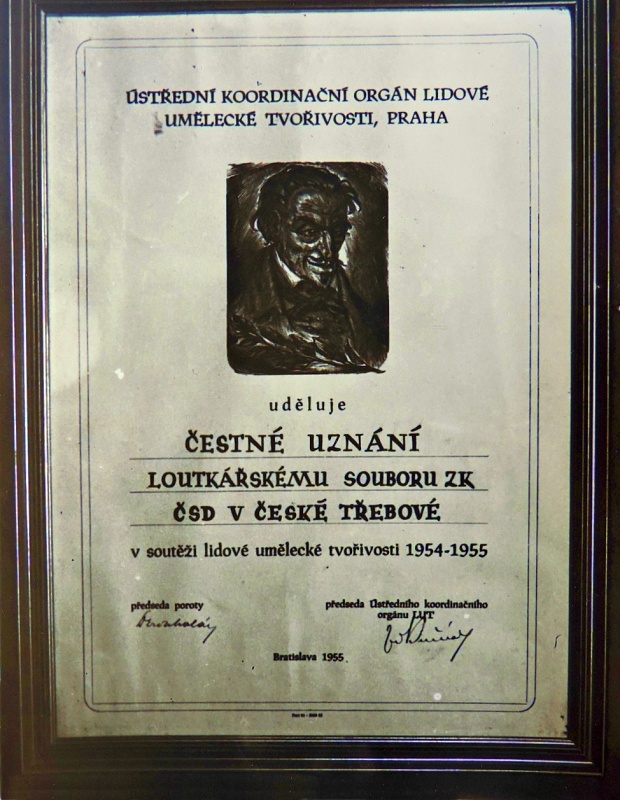 ÚSTŘEDNÍ KOORDINAČNÍ ORGÁN LIDOVÉ
UMĚLECKÉ TVOŘIVOSTI, PRAHA
uděluje
ČESTNÉ UZNÁNÍ
LOUTKÁŘSKÉMU SOUBORU ZK
ČSD V ČESKÉ TŘEBOVÉ
v soutěži lidové umělecké tvořivosti 1954-1955
předseda poroty
předseda Ústředního koordinačního
orgánu LUT
Bratislava 1955